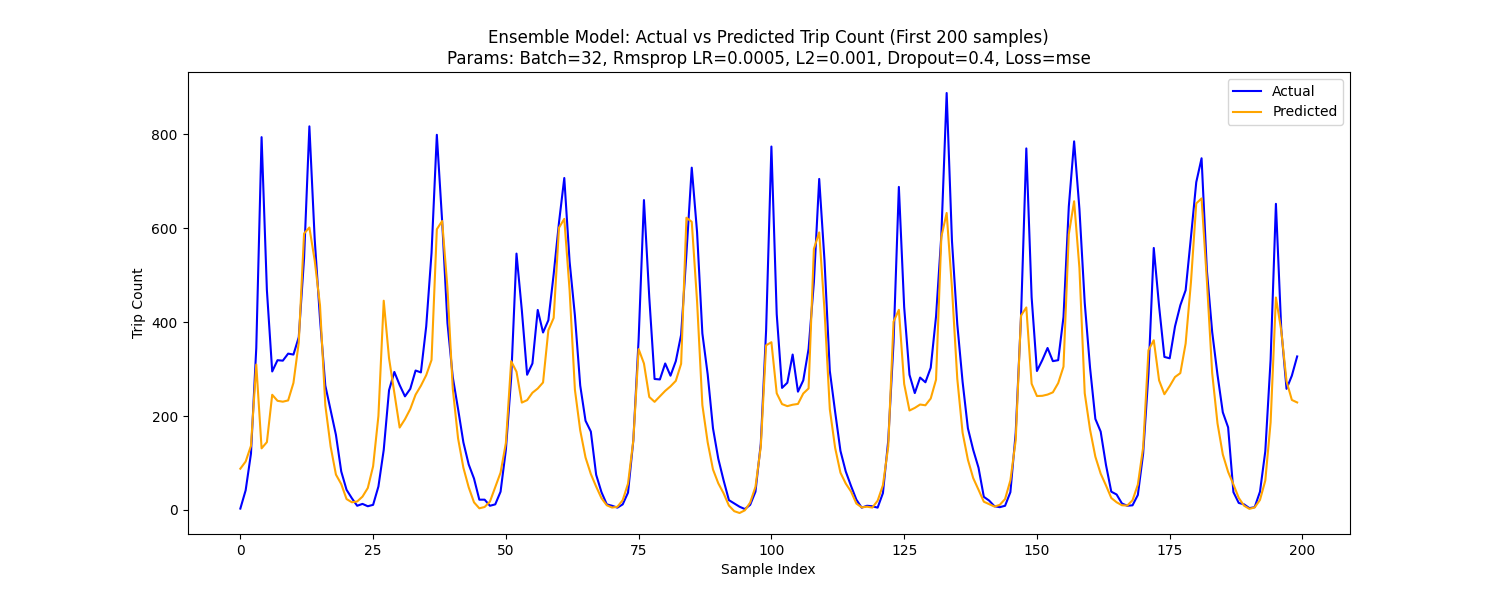 Ensemble Model: Actual vs Predicted Trip Count (First 200 samples)
Params: Batch=32, Rmsprop LR=0.0005, L2=0.001, Dropout=0.4, Loss=mse
Actual
Predicted
800
600
400
200
0
Trip Count
0 25 50 75 100 125 150 175 200
Sample Index